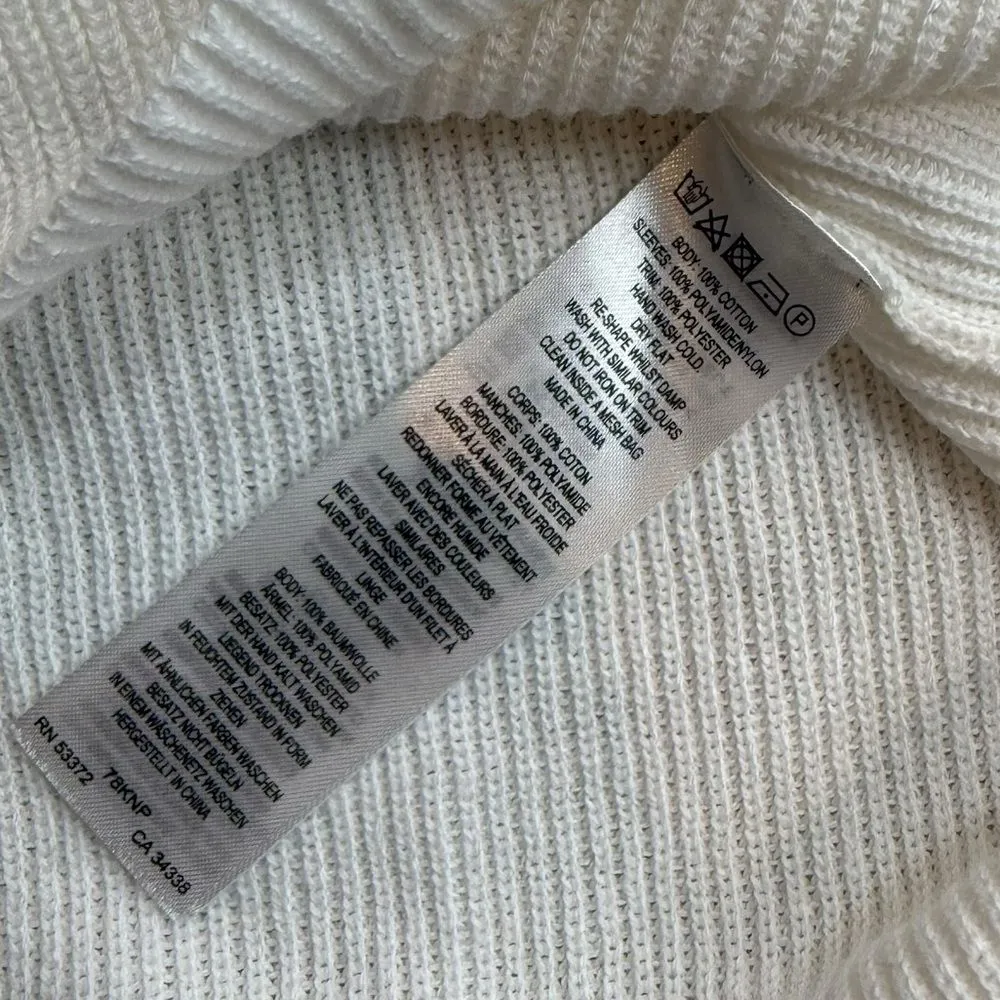 P
BODY: 100% COTTON
SLEEVES: 100% POLYAMIDE/NYLON
TRIM: 100% POLYESTER
HAND WASH COLD.
DRY FLAT
RE-SHAPE WHILST DAMP
WASH WITH SIMILAR COLOURS
DO NOT IRON ON TRIM
CLEAN INSIDE A MESH BAG
MADE IN CHINA
CORPS: 100% COTON
MANCHES: 100% POLYAMIDE
BORDURE: 100% POLYESTER
LAVER À LA MAIN À L'EAU FROIDE
SÉCHER À PLAT
REDONNER FORME AU VÊTEMENT
ENCORE HUMIDE
LAVER AVEC DES COULEURS
SIMILAIRES
NE PAS REPASSER LES BORDURES
LAVER À L'INTÉRIEUR D'UN FILET À
LINGE
FABRIQUÉ EN CHINE
BODY: 100% BAUMWOLLE
ÄRMEL: 100% POLYAMID
BESATZ: 100% POLYESTER
MIT DER HAND KALT WASCHEN
LIEGEND TROCKNEN
IN FEUCHTEM ZUSTAND IN FORM
ZIEHEN
MIT ÄHNLICHEN FARBEN WASCHEN
BESATZ NICHT BÜGELN
IN EINEM WÄSCHENETZ WASCHEN
HERGESTELLT IN CHINA
RN 53372 78KNP CA 34338